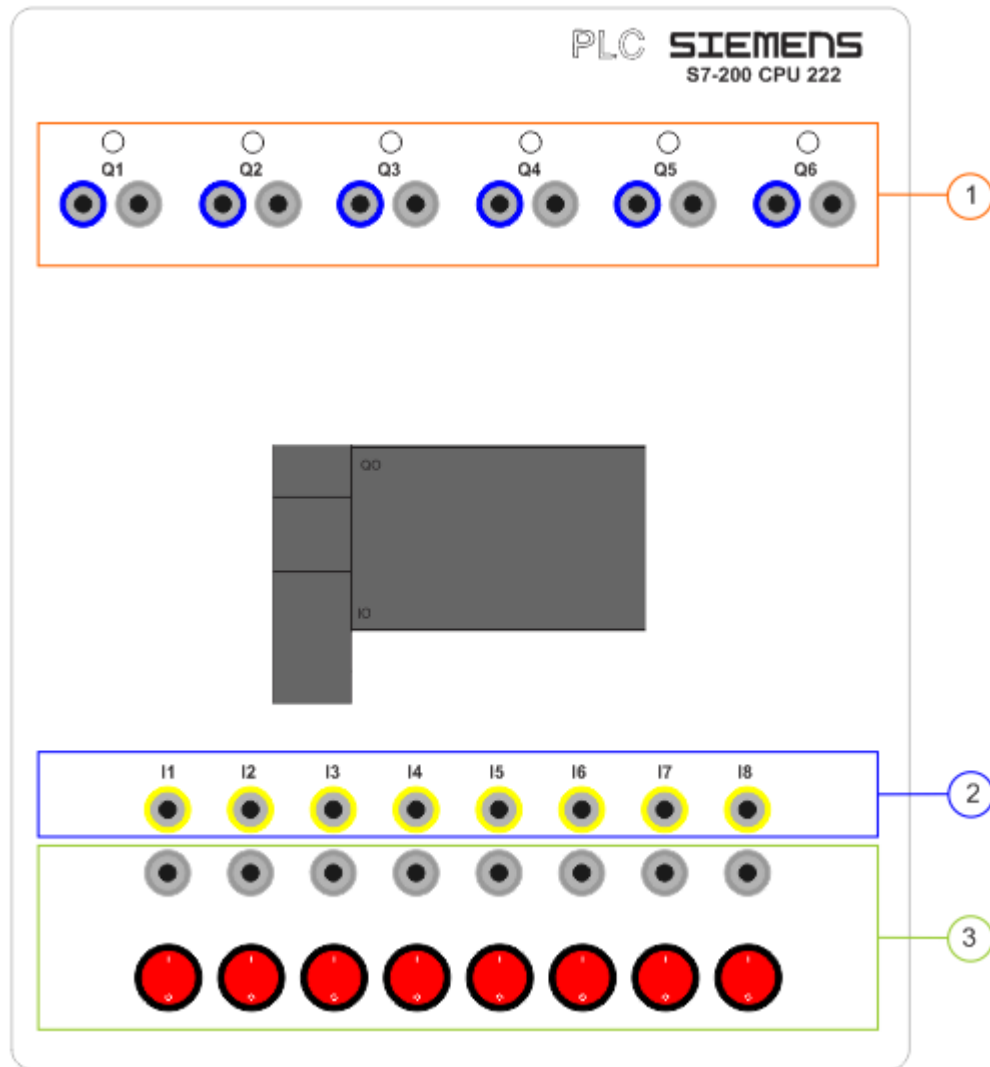 PLC SIEMENS
S7-200 CPU 222
Q1 Q2 Q3 Q4 Q5 Q6
1
Q0
I0
I1 I2 I3 I4 I5 I6 I7 I8
2
3